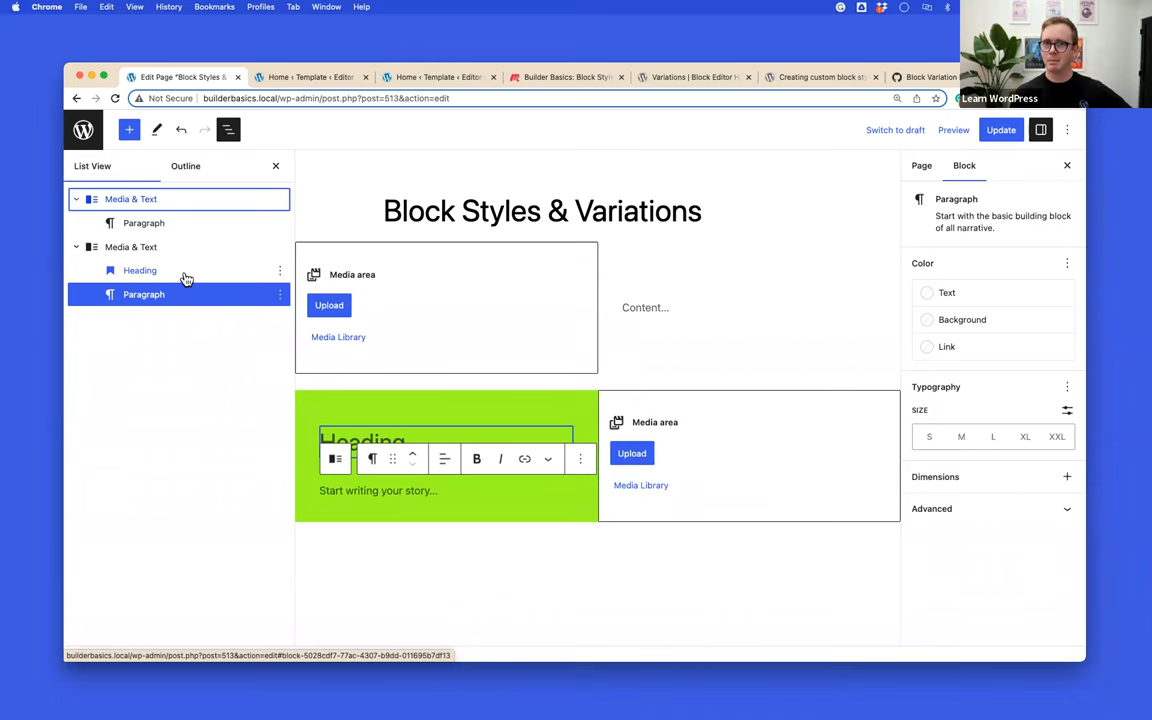 Chrome File Edit View History Bookmarks Profiles Tab Window Help
Edit Page "Block Styles &
Home ‹ Template ‹ Editor
Home ‹ Template ‹ Editor
Builder Basics: Block Style
Variations | Block Editor H
Creating custom block st
Block Variation
Learn WordPress
Not Secure
builderbasics.local/wp-admin/post.php?post=513&action=edit
Switch to draft
Preview
Update
List View
Outline
Media & Text
Paragraph
Media & Text
Heading
Paragraph
Block Styles & Variations
Media area
Upload
Media Library
Content...
Heading
B I
Start writing your story...
Media area
Upload
Media Library
Page
Block
Paragraph
Start with the basic building block
of all narrative.
Color
Text
Background
Link
Typography
SIZE
S M L XL XXL
Dimensions
Advanced
builderbasics.local/wp-admin/post.php?post=513&action=edit#block-5028cdf7-77ac-4307-b9dd-011695b7df13